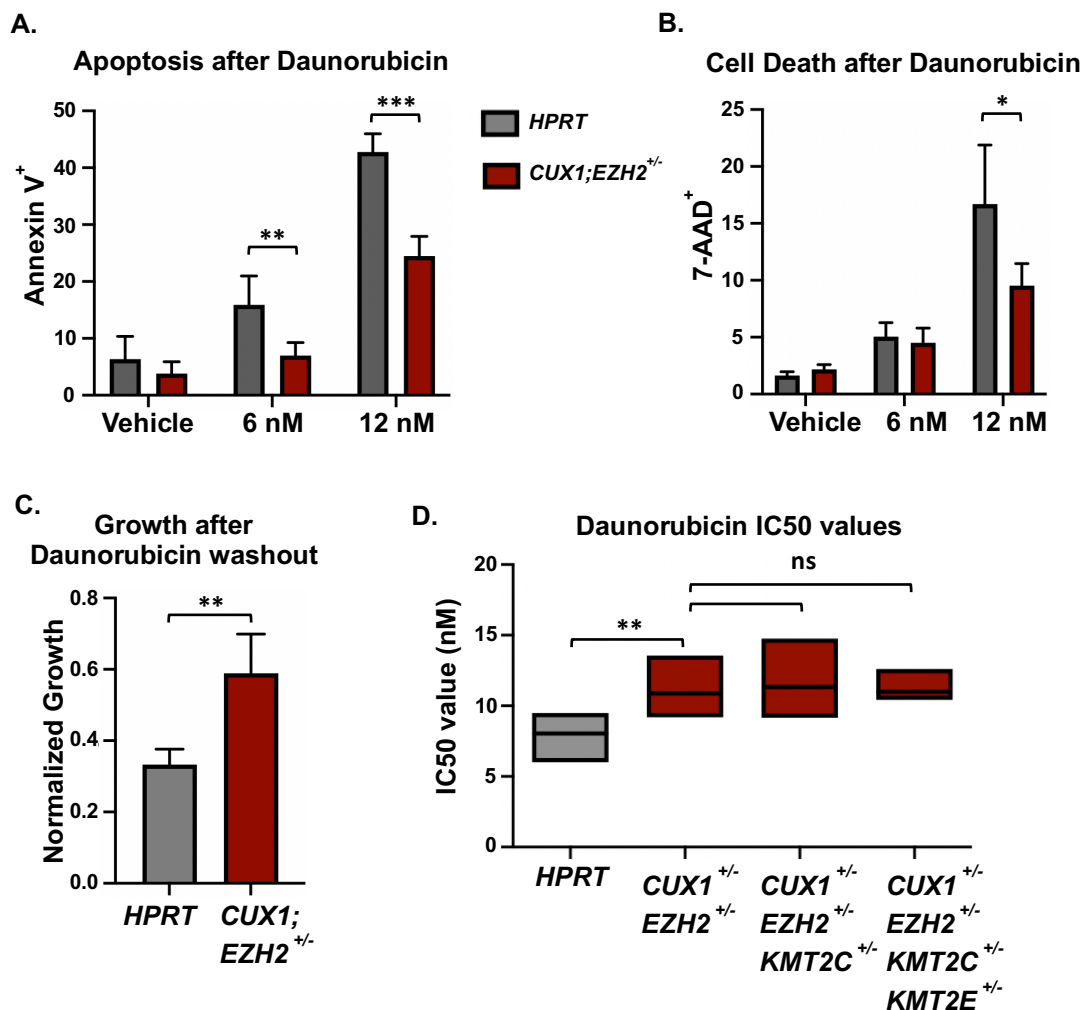 A.
Apoptosis after Daunorubicin
Annexin V+
50
40
30
20
10
0
**
***
Vehicle
6 nM
12 nM
HPRT
CUX1;EZH2+/-
B.
Cell Death after Daunorubicin
7-AAD+
25
20
15
10
5
0
*
Vehicle
6 nM
12 nM
C.
Growth after
Daunorubicin washout
Normalized Growth
0.8
0.6
0.4
0.2
0.0
**
HPRT
CUX1;
EZH2+/-
D.
Daunorubicin IC50 values
IC50 value (nM)
20
15
10
5
0
**
ns
HPRT
CUX1+/-
EZH2+/-
CUX1+/-
EZH2+/-
KMT2C+/-
CUX1+/-
EZH2+/-
KMT2C+/-
KMT2E+/-